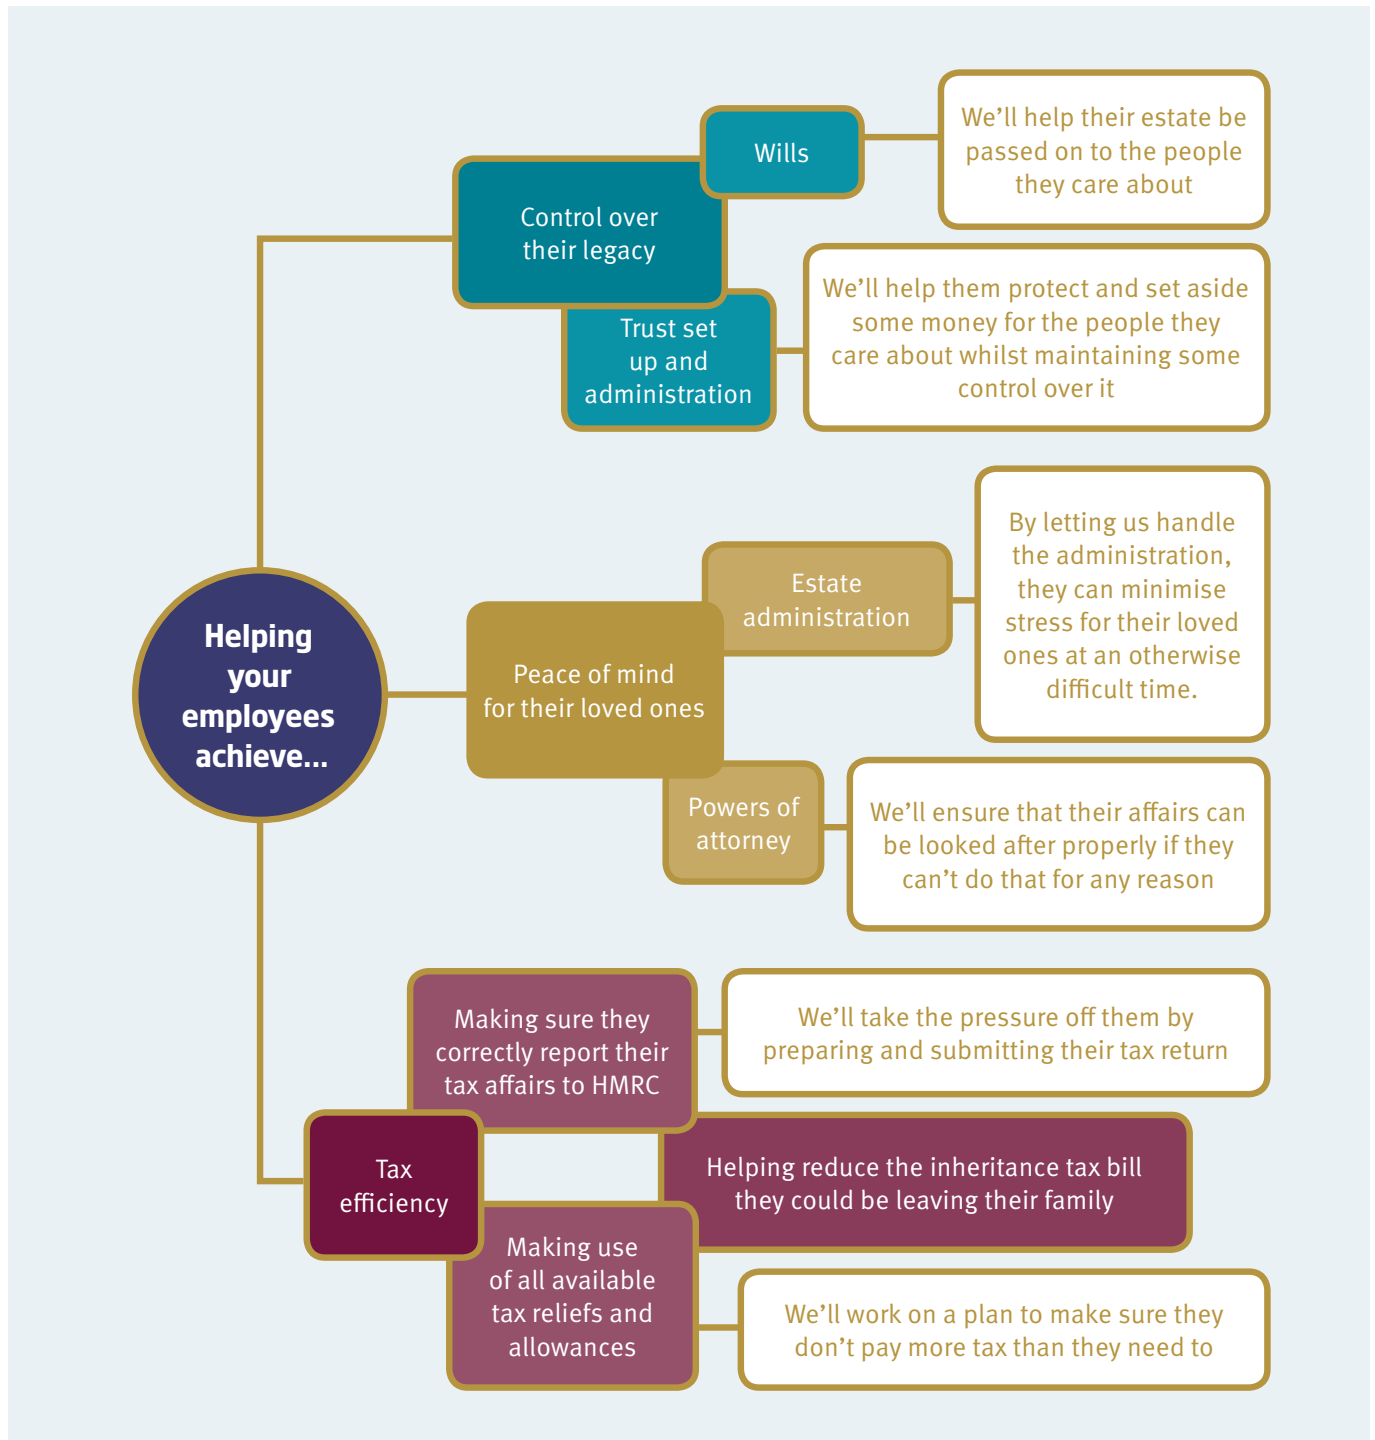 Wills
We'll help their estate be
passed on to the people
they care about
Control over
their legacy
Trust set
up and
administration
We'll help them protect and set aside
some money for the people they
care about whilst maintaining some
control over it
Helping
your
employees
achieve...
Peace of mind
for their loved ones
Estate
administration
By letting us handle
the administration,
they can minimise
stress for their loved
ones at an otherwise
difficult time.
Powers of
attorney
We'll ensure that their affairs can
be looked after properly if they
can't do that for any reason
Making sure they
correctly report their
tax affairs to HMRC
We'll take the pressure off them by
preparing and submitting their tax return
Tax
efficiency
Helping reduce the inheritance tax bill
they could be leaving their family
Making use
of all available
tax reliefs and
allowances
We'll work on a plan to make sure they
don't pay more tax than they need to